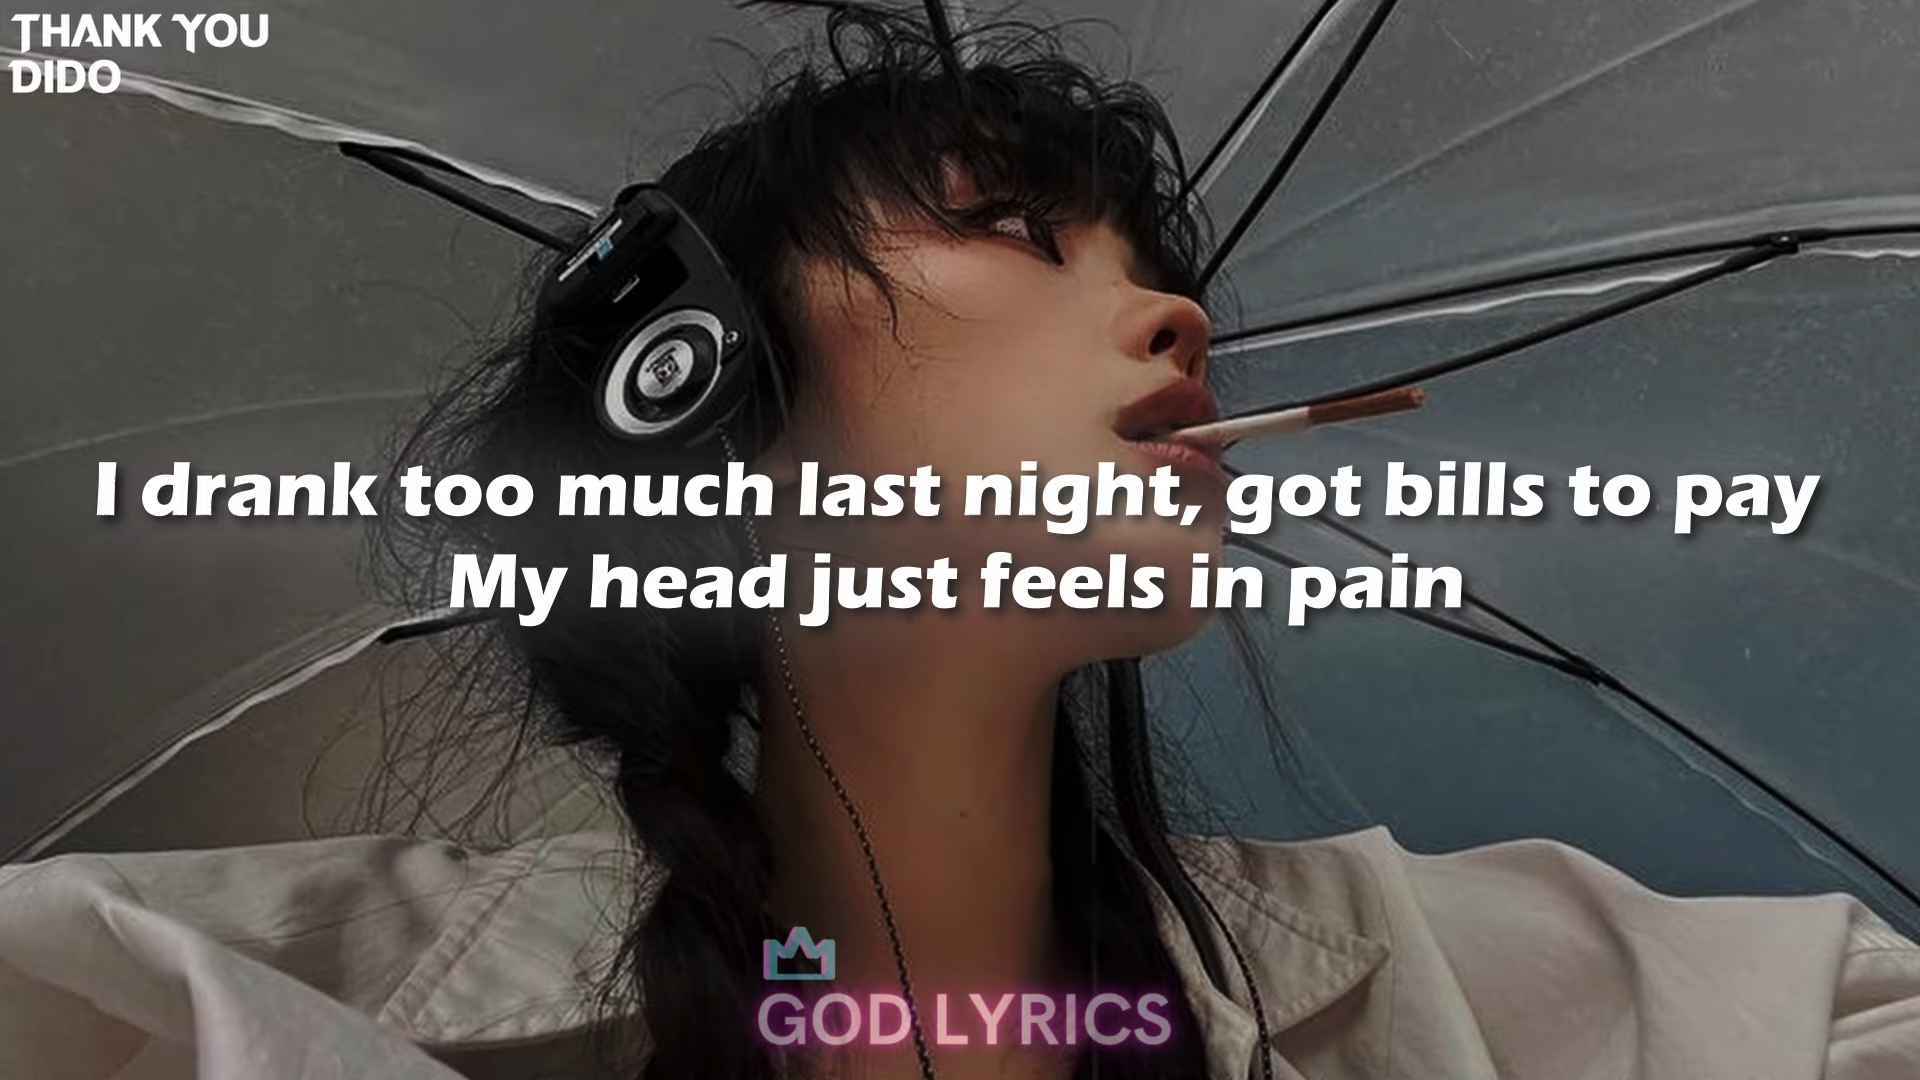 THANK YOU
DIDO
I drank too much last night, got bills to pay
My head just feels in pain
GOD LYRICS